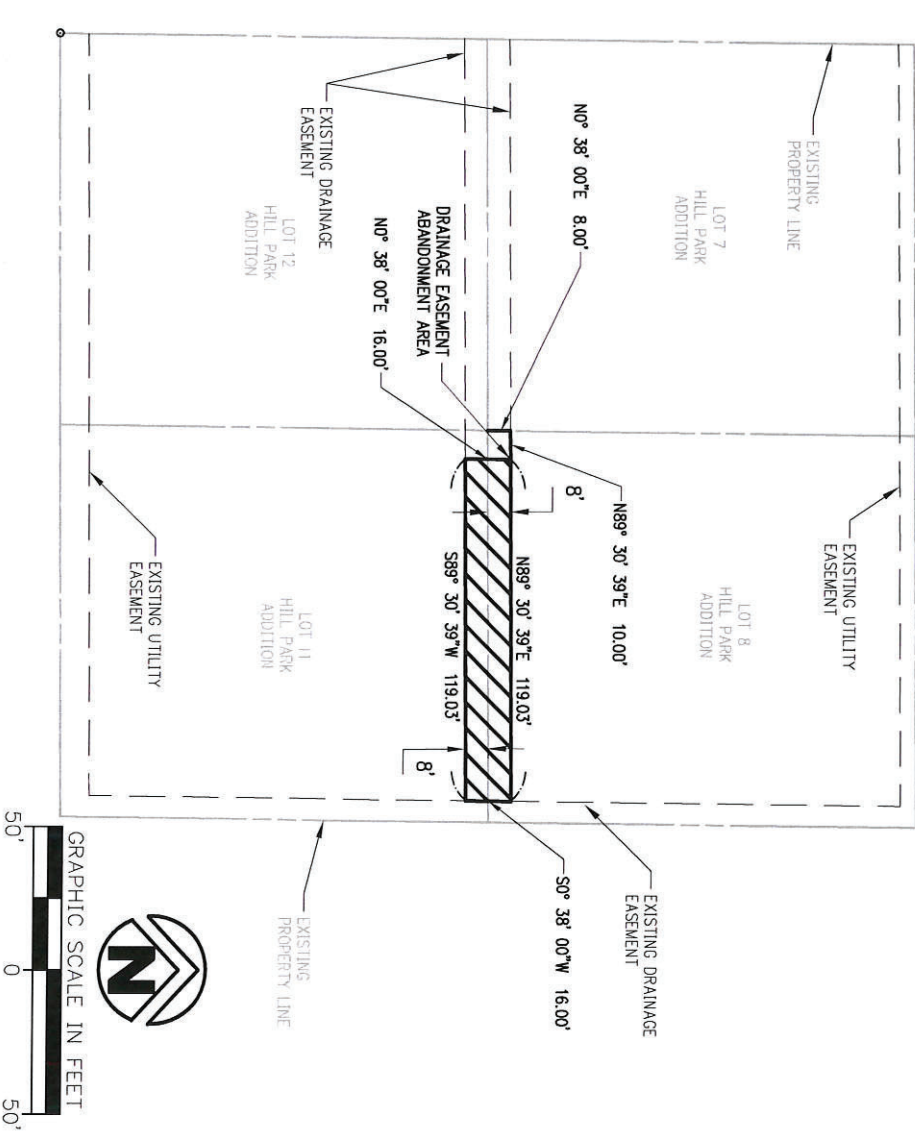 EXISTING
PROPERTY LINE
LOT 7
HILL PARK
ADDITION
N0° 38' 00"E 8.00'
EXISTING DRAINAGE
EASEMENT
LOT 12
HILL PARK
ADDITION
DRAINAGE EASEMENT
ABANDONMENT AREA
N0° 38' 00"E 16.00'
EXISTING UTILITY
EASEMENT
LOT 8
HILL PARK
ADDITION
N89° 30' 39"E 10.00'
8'
N89° 30' 39"E 119.03'
S89° 30' 39"W 119.03'
8'
LOT 11
HILL PARK
ADDITION
EXISTING UTILITY
EASEMENT
EXISTING DRAINAGE
EASEMENT
S0° 38' 00"W 16.00'
EXISTING
PROPERTY LINE
N
GRAPHIC SCALE IN FEET
50' 0 50'